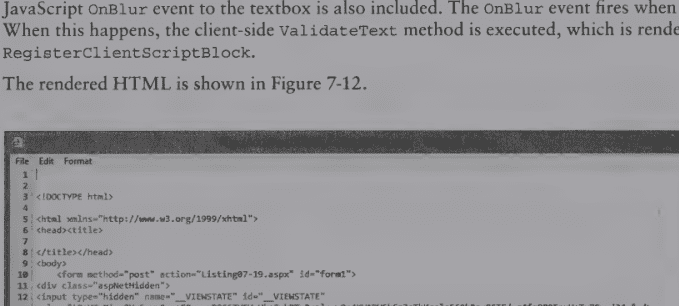 JavaScript OnBlur event to the textbox is also included. The OnBlur event fires when
When this happens, the client-side ValidateText method is executed, which is rende
RegisterClientScriptBlock.
The rendered HTML is shown in Figure 7-12.
File Edit Format
1
2
3 <!DOCTYPE html>
4
5 <html xmlns="http://www.w3.org/1999/xhtml">
6 <head><title>
7
8 </title></head>
9 <body>
10 <form method="post" action="Listing07-19.aspx" id="form1">
11 <div class="aspNetHidden">
12 <input type="hidden" name="__VIEWSTATE" id="__VIEWSTATE"